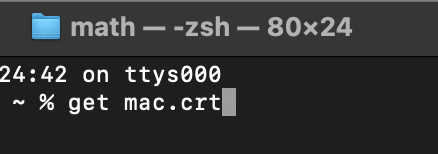 math — -zsh — 80×24
24:42 on ttys000
~ % get mac.crt